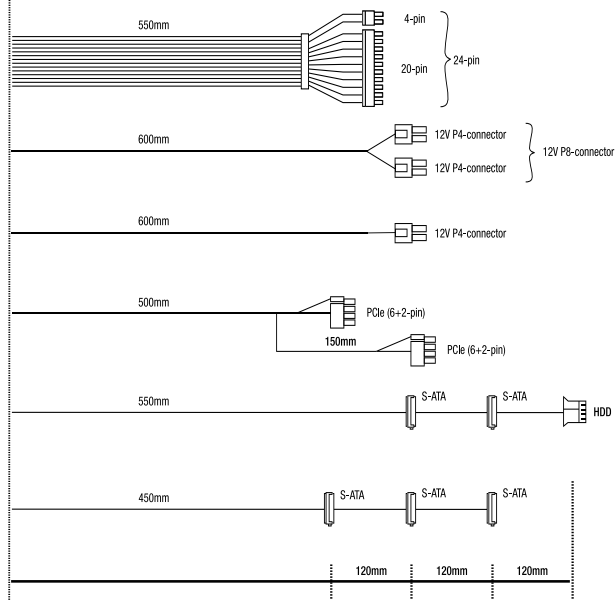 550mm
4-pin
20-pin
24-pin
600mm
12V P4-connector
12V P4-connector
12V P8-connector
600mm
12V P4-connector
500mm
PCIe (6+2-pin)
150mm
PCIe (6+2-pin)
550mm
S-ATA
S-ATA
HDD
450mm
S-ATA
S-ATA
S-ATA
120mm
120mm
120mm